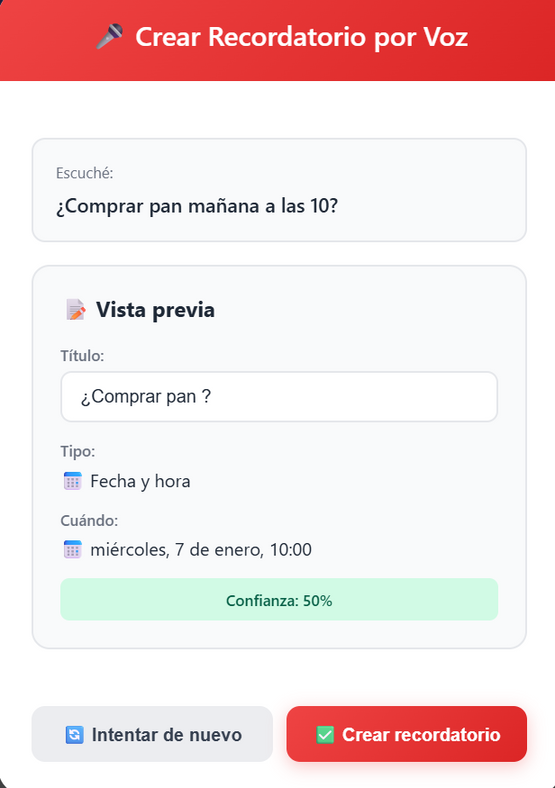 Crear Recordatorio por Voz
Escuché:
¿Comprar pan mañana a las 10?
Vista previa
Título:
¿Comprar pan ?
Tipo:
Fecha y hora
Cuándo:
miércoles, 7 de enero, 10:00
Confianza: 50%
Intentar de nuevo
Crear recordatorio